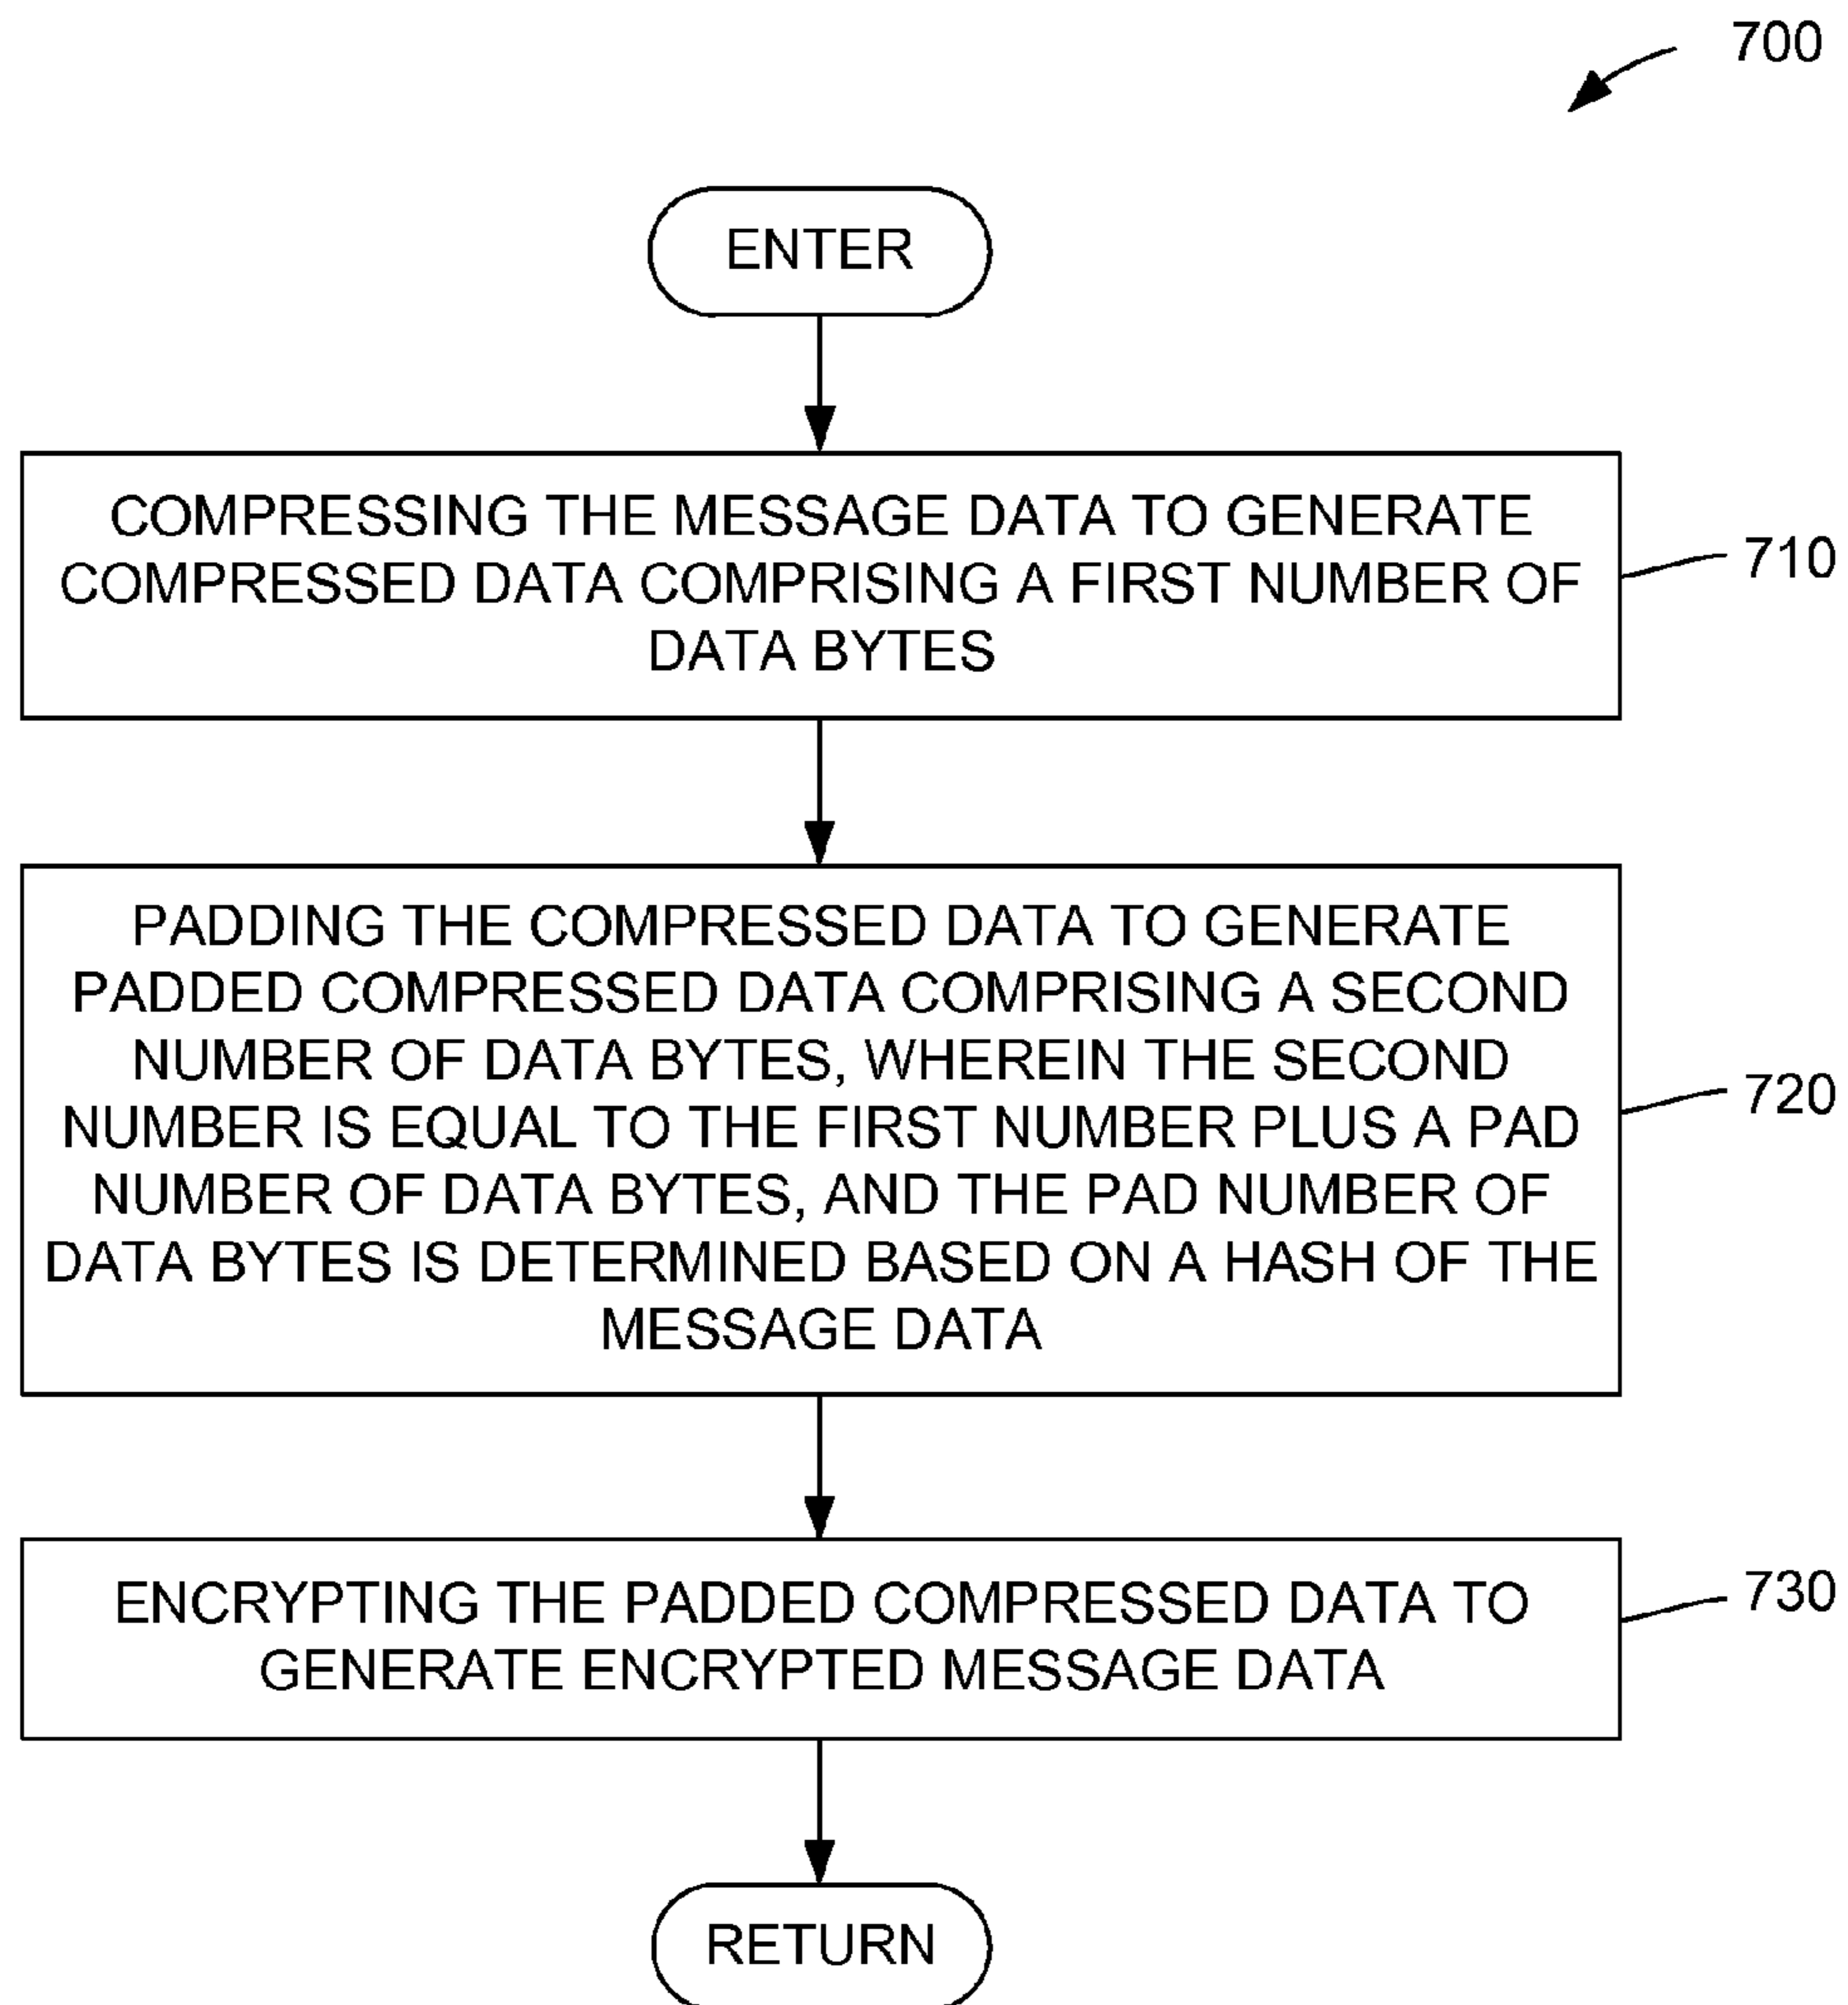 700
ENTER
COMPRESSING THE MESSAGE DATA TO GENERATE
COMPRESSED DATA COMPRISING A FIRST NUMBER OF
DATA BYTES
710
PADDING THE COMPRESSED DATA TO GENERATE
PADDED COMPRESSED DATA COMPRISING A SECOND
NUMBER OF DATA BYTES, WHEREIN THE SECOND
NUMBER IS EQUAL TO THE FIRST NUMBER PLUS A PAD
NUMBER OF DATA BYTES, AND THE PAD NUMBER OF
DATA BYTES IS DETERMINED BASED ON A HASH OF THE
MESSAGE DATA
720
ENCRYPTING THE PADDED COMPRESSED DATA TO
GENERATE ENCRYPTED MESSAGE DATA
730
RETURN